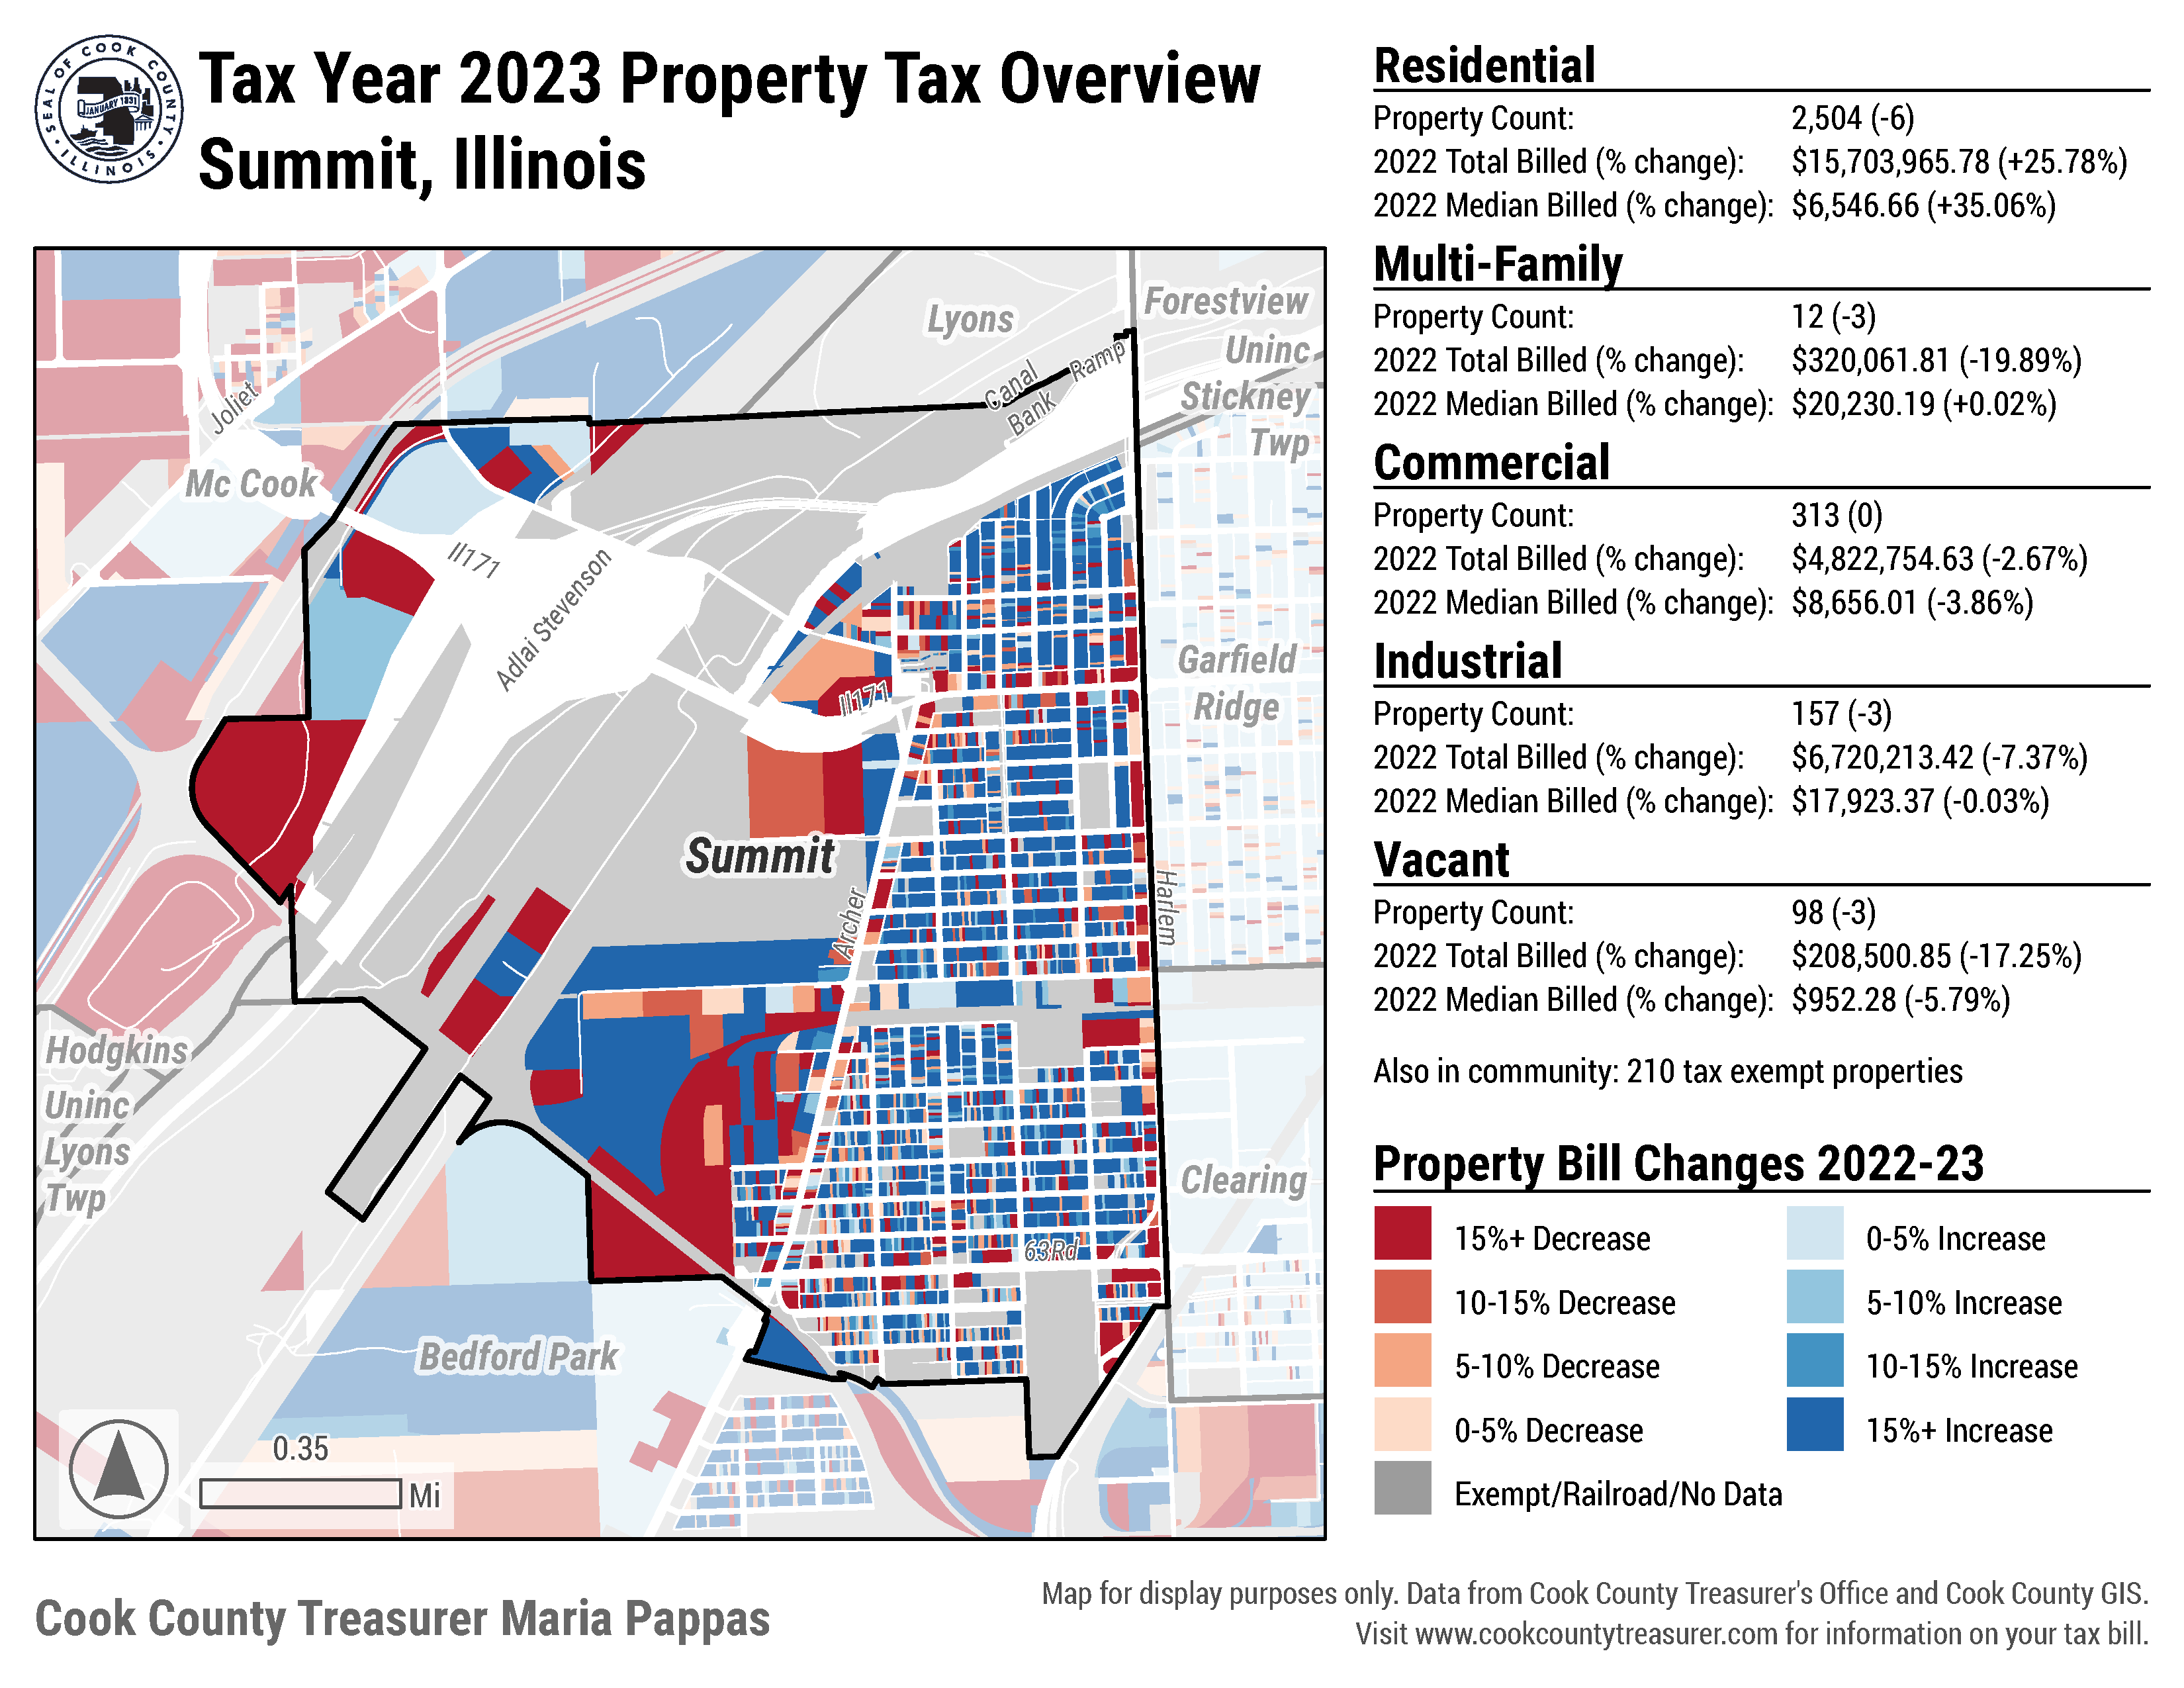 SEAL OF COOK COUNTY ILLINOIS
JANUARY 1831
Tax Year 2023 Property Tax Overview
Summit, Illinois
Residential
Property Count: 2,504 (-6)
2022 Total Billed (% change): $15,703,965.78 (+25.78%)
2022 Median Billed (% change): $6,546.66 (+35.06%)
Multi-Family
Property Count: 12 (-3)
2022 Total Billed (% change): $320,061.81 (-19.89%)
2022 Median Billed (% change): $20,230.19 (+0.02%)
Commercial
Property Count: 313 (0)
2022 Total Billed (% change): $4,822,754.63 (-2.67%)
2022 Median Billed (% change): $8,656.01 (-3.86%)
Industrial
Property Count: 157 (-3)
2022 Total Billed (% change): $6,720,213.42 (-7.37%)
2022 Median Billed (% change): $17,923.37 (-0.03%)
Vacant
Property Count: 98 (-3)
2022 Total Billed (% change): $208,500.85 (-17.25%)
2022 Median Billed (% change): $952.28 (-5.79%)
Also in community: 210 tax exempt properties
Property Bill Changes 2022-23
15%+ Decrease
10-15% Decrease
5-10% Decrease
0-5% Decrease
Exempt/Railroad/No Data
0-5% Increase
5-10% Increase
10-15% Increase
15%+ Increase
Lyons
Forestview
Uninc
Stickney
Twp
Canal
Bank
Ramp
Joliet
Mc Cook
Il171
Adlai Stevenson
Garfield
Ridge
Il171
Summit
Archer
Harlem
Hodgkins
Uninc
Lyons
Twp
Clearing
63Rd
Bedford Park
0.35
Mi
Cook County Treasurer Maria Pappas
Map for display purposes only. Data from Cook County Treasurer's Office and Cook County GIS.
Visit www.cookcountytreasurer.com for information on your tax bill.